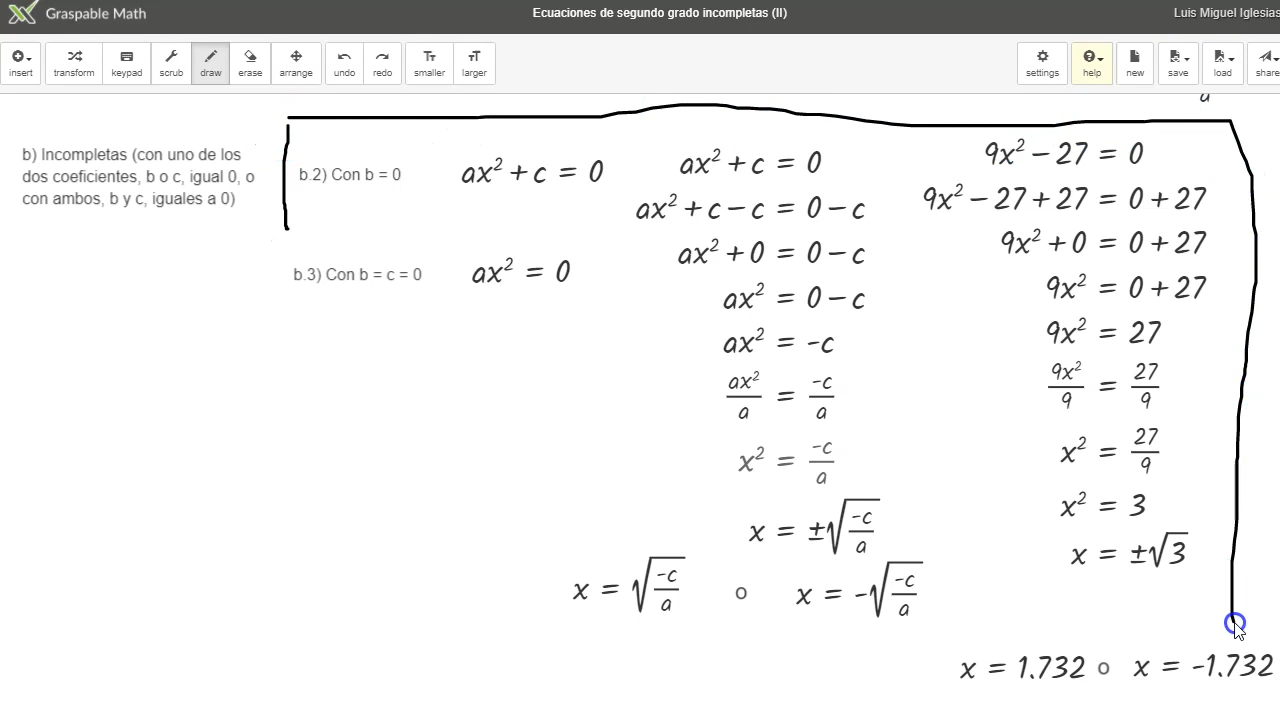 Graspable Math
Ecuaciones de segundo grado incompletas (II)
Luis Miguel Iglesias
insert transform keypad scrub draw erase arrange undo redo smaller larger settings help new save load share
a
b) Incompletas (con uno de los
dos coeficientes, b o c, igual 0, o
con ambos, b y c, iguales a 0)
b.2) Con b = 0
ax² + c = 0
b.3) Con b = c = 0
ax² = 0
ax² + c = 0
ax² + c − c = 0 − c
ax² + 0 = 0 − c
ax² = 0 − c
ax² = -c
ax²/a = -c/a
x² = -c/a
x = ±√(-c/a)
x = √(-c/a) o x = -√(-c/a)
9x² − 27 = 0
9x² − 27 + 27 = 0 + 27
9x² + 0 = 0 + 27
9x² = 0 + 27
9x² = 27
9x²/9 = 27/9
x² = 27/9
x² = 3
x = ±√3
x = 1.732 o x = -1.732